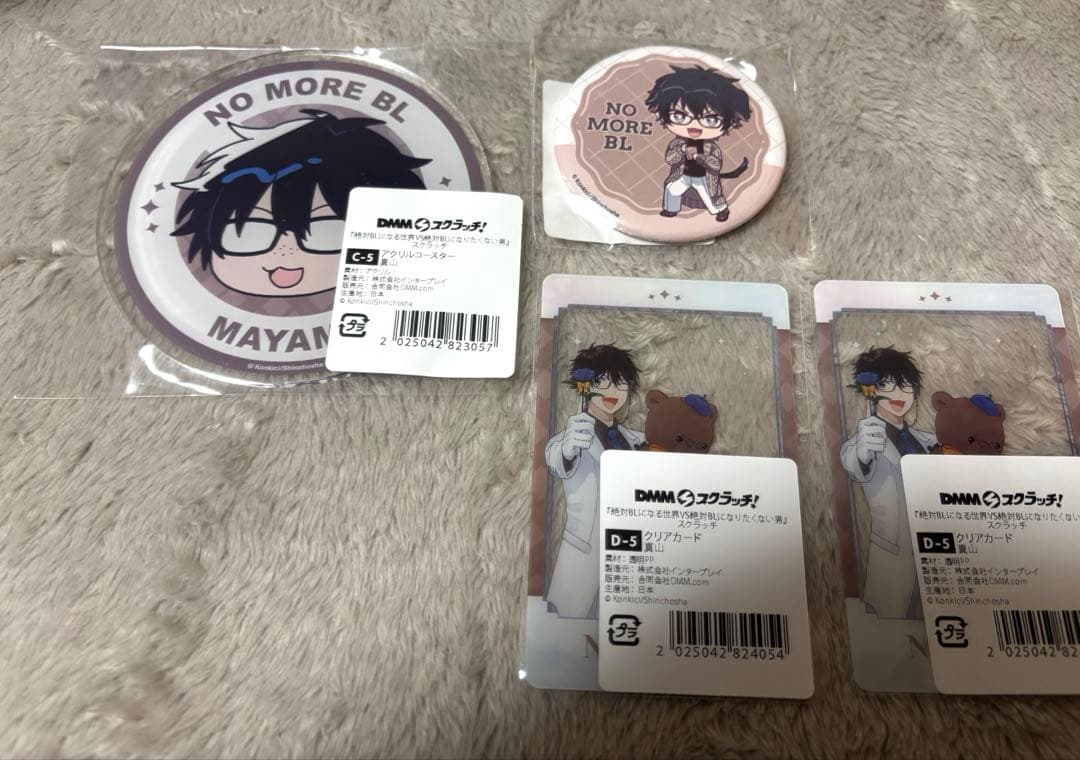 NO MORE BL
MAYAM
© Konkici/Shinchosha
DMM スクラッチ!
『絶対BLになる世界VS絶対BLになりたくない男』
スクラッチ
C-5 アクリルコースター
真山
素材:アクリル
製造元:株式会社インタープレイ
販売元:合同会社DMM.com
生産地:日本
© Konkici/Shinchosha
プラ
2 025042 823057
NO
MORE
BL
© Konkici/Shinchosha
DMM スクラッチ!
『絶対BLになる世界VS絶対BLになりたくない男』
スクラッチ
D-5 クリアカード
真山
素材:透明PP
製造元:株式会社インタープレイ
販売元:合同会社DMM.com
生産地:日本
© Konkici/Shinchosha
プラ
2 025042 824054
N
DMM スクラッチ!
『絶対BLになる世界VS絶対BLになりたくない
スクラッチ
D-5 クリアカード
真山
素材:透明PP
製造元:株式会社インタープレイ
販売元:合同会社DMM.com
生産地:日本
© Konkici/Shinchosha
プラ
2 025042 82405